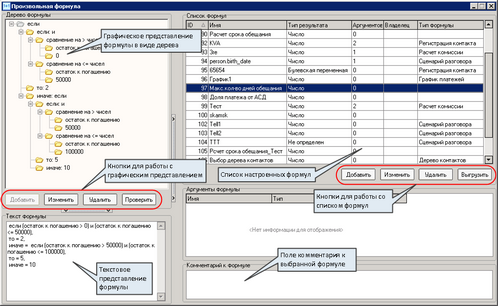 Произвольная формула
Дерево формулы
если
если: и
сравнение на > чисел
остаток к погашению
0
сравнение на <= чисел
остаток к погашению
50000
то: 2
иначе: если
если: и
сравнение на > чисел
остаток к погашению
50000
сравнение на <= чисел
остаток к погашению
100000
то: 5
иначе: 10
Графическое представление формулы в виде дерева
Кнопки для работы с графическим представлением
Добавить Изменить Удалить Проверить
Текст формулы
если (остаток к погашению > 0) и (остаток к погашению
<= 50000),
то = 2,
иначе = если (остаток к погашению > 50000) и (остаток к
погашению <= 100000),
то = 5,
иначе = 10
Текстовое представление формулы
Список формул
ID Имя Тип результата Аргументов Владелец Тип формулы
90 Расчет срока обещания Число 0
92 KVA Число 2 Регистрация контакта
93 Зте Число 1 Расчет комиссии
94 person.birth_date Число 1 Сценарий разговора
95 65654 Булевская переменная 0 Регистрация контакта
96 График1 Число 0 График платежей
97 Макс кол-во дней обещания Число 0
98 Доля платежа от АСД Число 0
99 Тест Число 2 Расчет комиссии
100 skamsk Число 0
102 Tell1 Число 0 Сценарий разговора
103 Tell2 Число 0 Сценарий разговора
104 ТТТ Не определен 0 Сценарий разговора
105 Расчет срока обещания_Тест Число 0
Выбор дерева контактов Число 0 Дерево контактов
Список настроенных формул
Добавить Изменить Удалить Выгрузить
Кнопки для работы со списком формул
Аргументы формулы
Имя Тип
<Нет информации для отображения>
Поле комментария к выбранной формуле
Комментарий к формуле